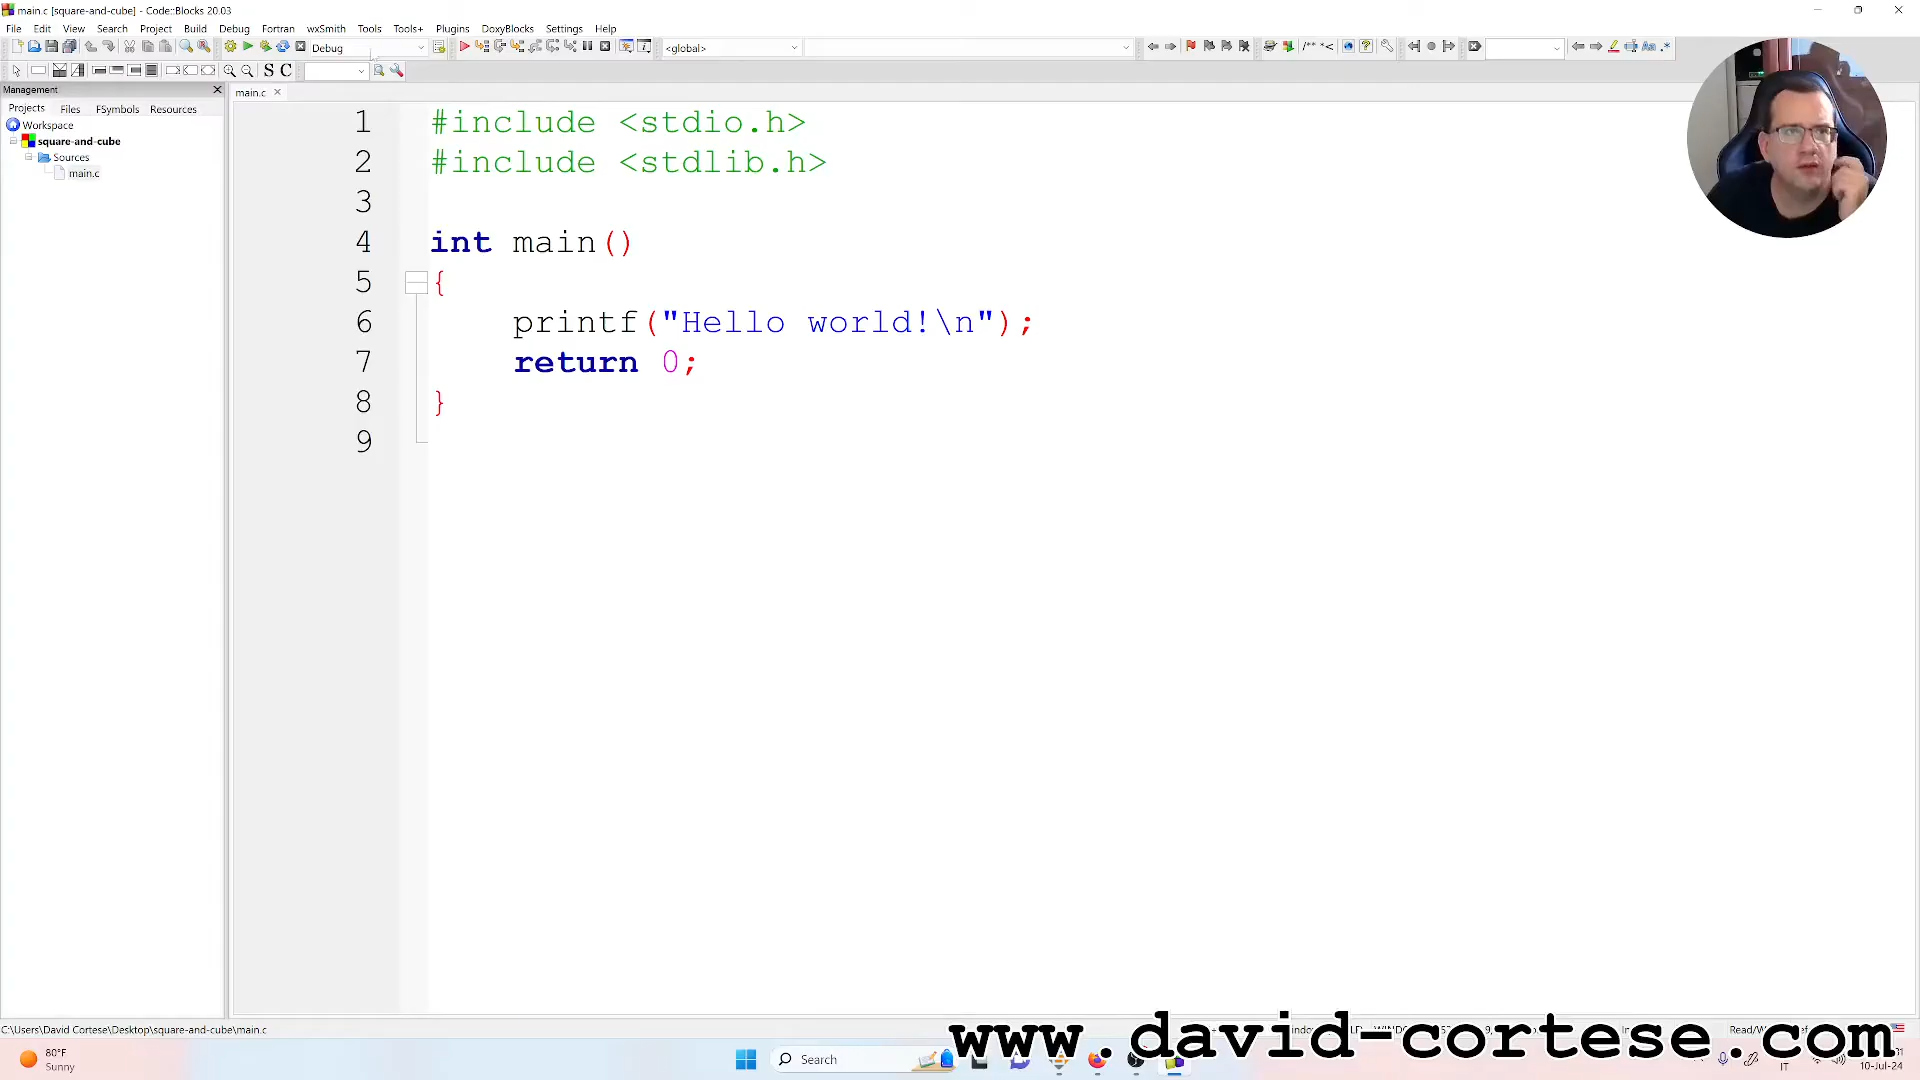 main.c [square-and-cube] - Code::Blocks 20.03
File Edit View Search Project Build Debug Fortran wxSmith Tools Tools+ Plugins DoxyBlocks Settings Help
Debug
<global>
/** *<
Aa .*
S C
Management
main.c
Projects Files FSymbols Resources
Workspace
square-and-cube
Sources
main.c
1 #include <stdio.h>
2 #include <stdlib.h>
3
4 int main()
5 {
6 printf("Hello world!\n");
7 return 0;
8 }
9
C:\Users\David Cortese\Desktop\square-and-cube\main.c
www.david-cortese.com
80°F
Sunny
Search
IT
10-Jul-24